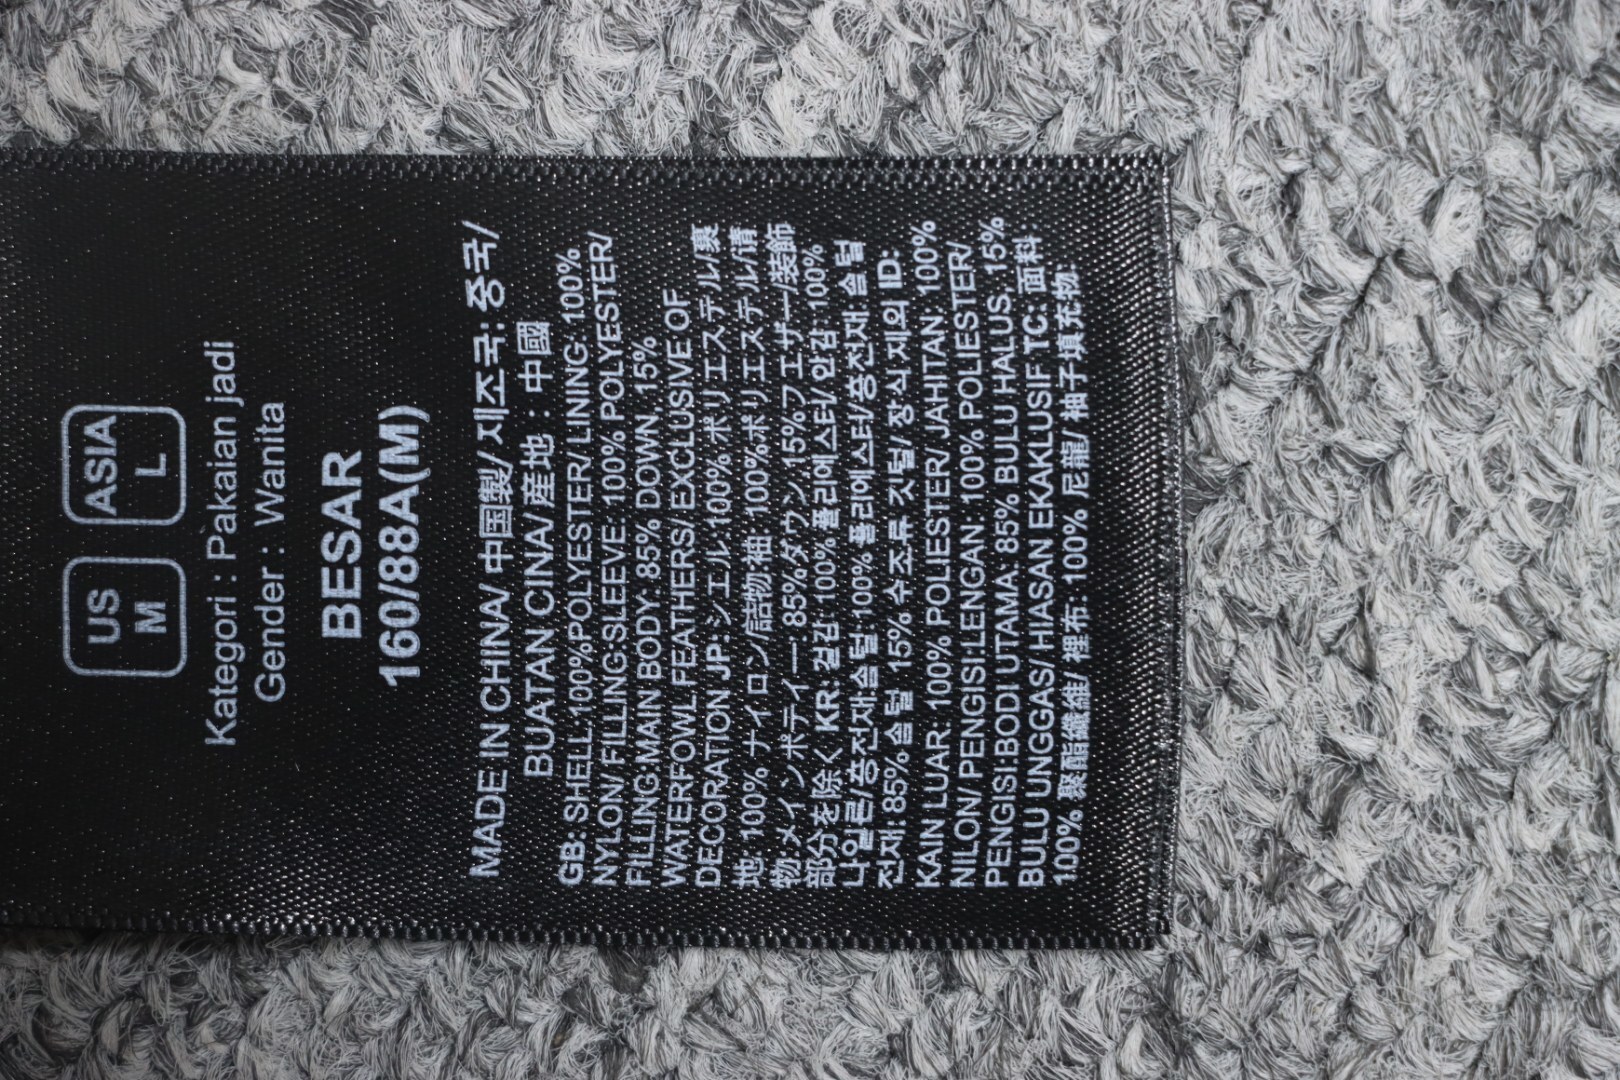 US ASIA
M L
Kategori : Pakaian jadi
Gender : Wanita
BESAR
160/88A(M)
MADE IN CHINA/ 中国製/ 제조국:중국/
BUATAN CINA/産地 : 中國
GB: SHELL:100%POLYESTER/ LINING: 100%
NYLON/ FILLING:SLEEVE: 100% POLYESTER/
FILLING:MAIN BODY: 85% DOWN, 15%
WATERFOWL FEATHERS/ EXCLUSIVE OF
DECORATION JP:シエル:100%ポリエステル/裏
地: 100% ナイロン/詰物袖: 100%ポリエステル/
物:メインボディー 85%ダウン,15%フエザー/装飾
部分を除く KR: 겉감: 100% 폴리에스터/ 안감: 100%
나일론/충전재:솜털 100% 폴리에스터/충전재 솜털
전재: 85%솜털 15% 수조류 깃털/ 장식 제외 ID:
KAIN LUAR: 100% POLIESTER/ JAHITAN: 100%
NILON/ PENGISI:LENGAN: 100% POLIESTER/
PENGISI:BODI UTAMA: 85% BULU HALUS, 15%
BULU UNGGAS/ HIASAN EKAKLUSIF TC: 面料
100% 聚酯纖維/ 裡布: 100% 尼龍/ 袖子填充物